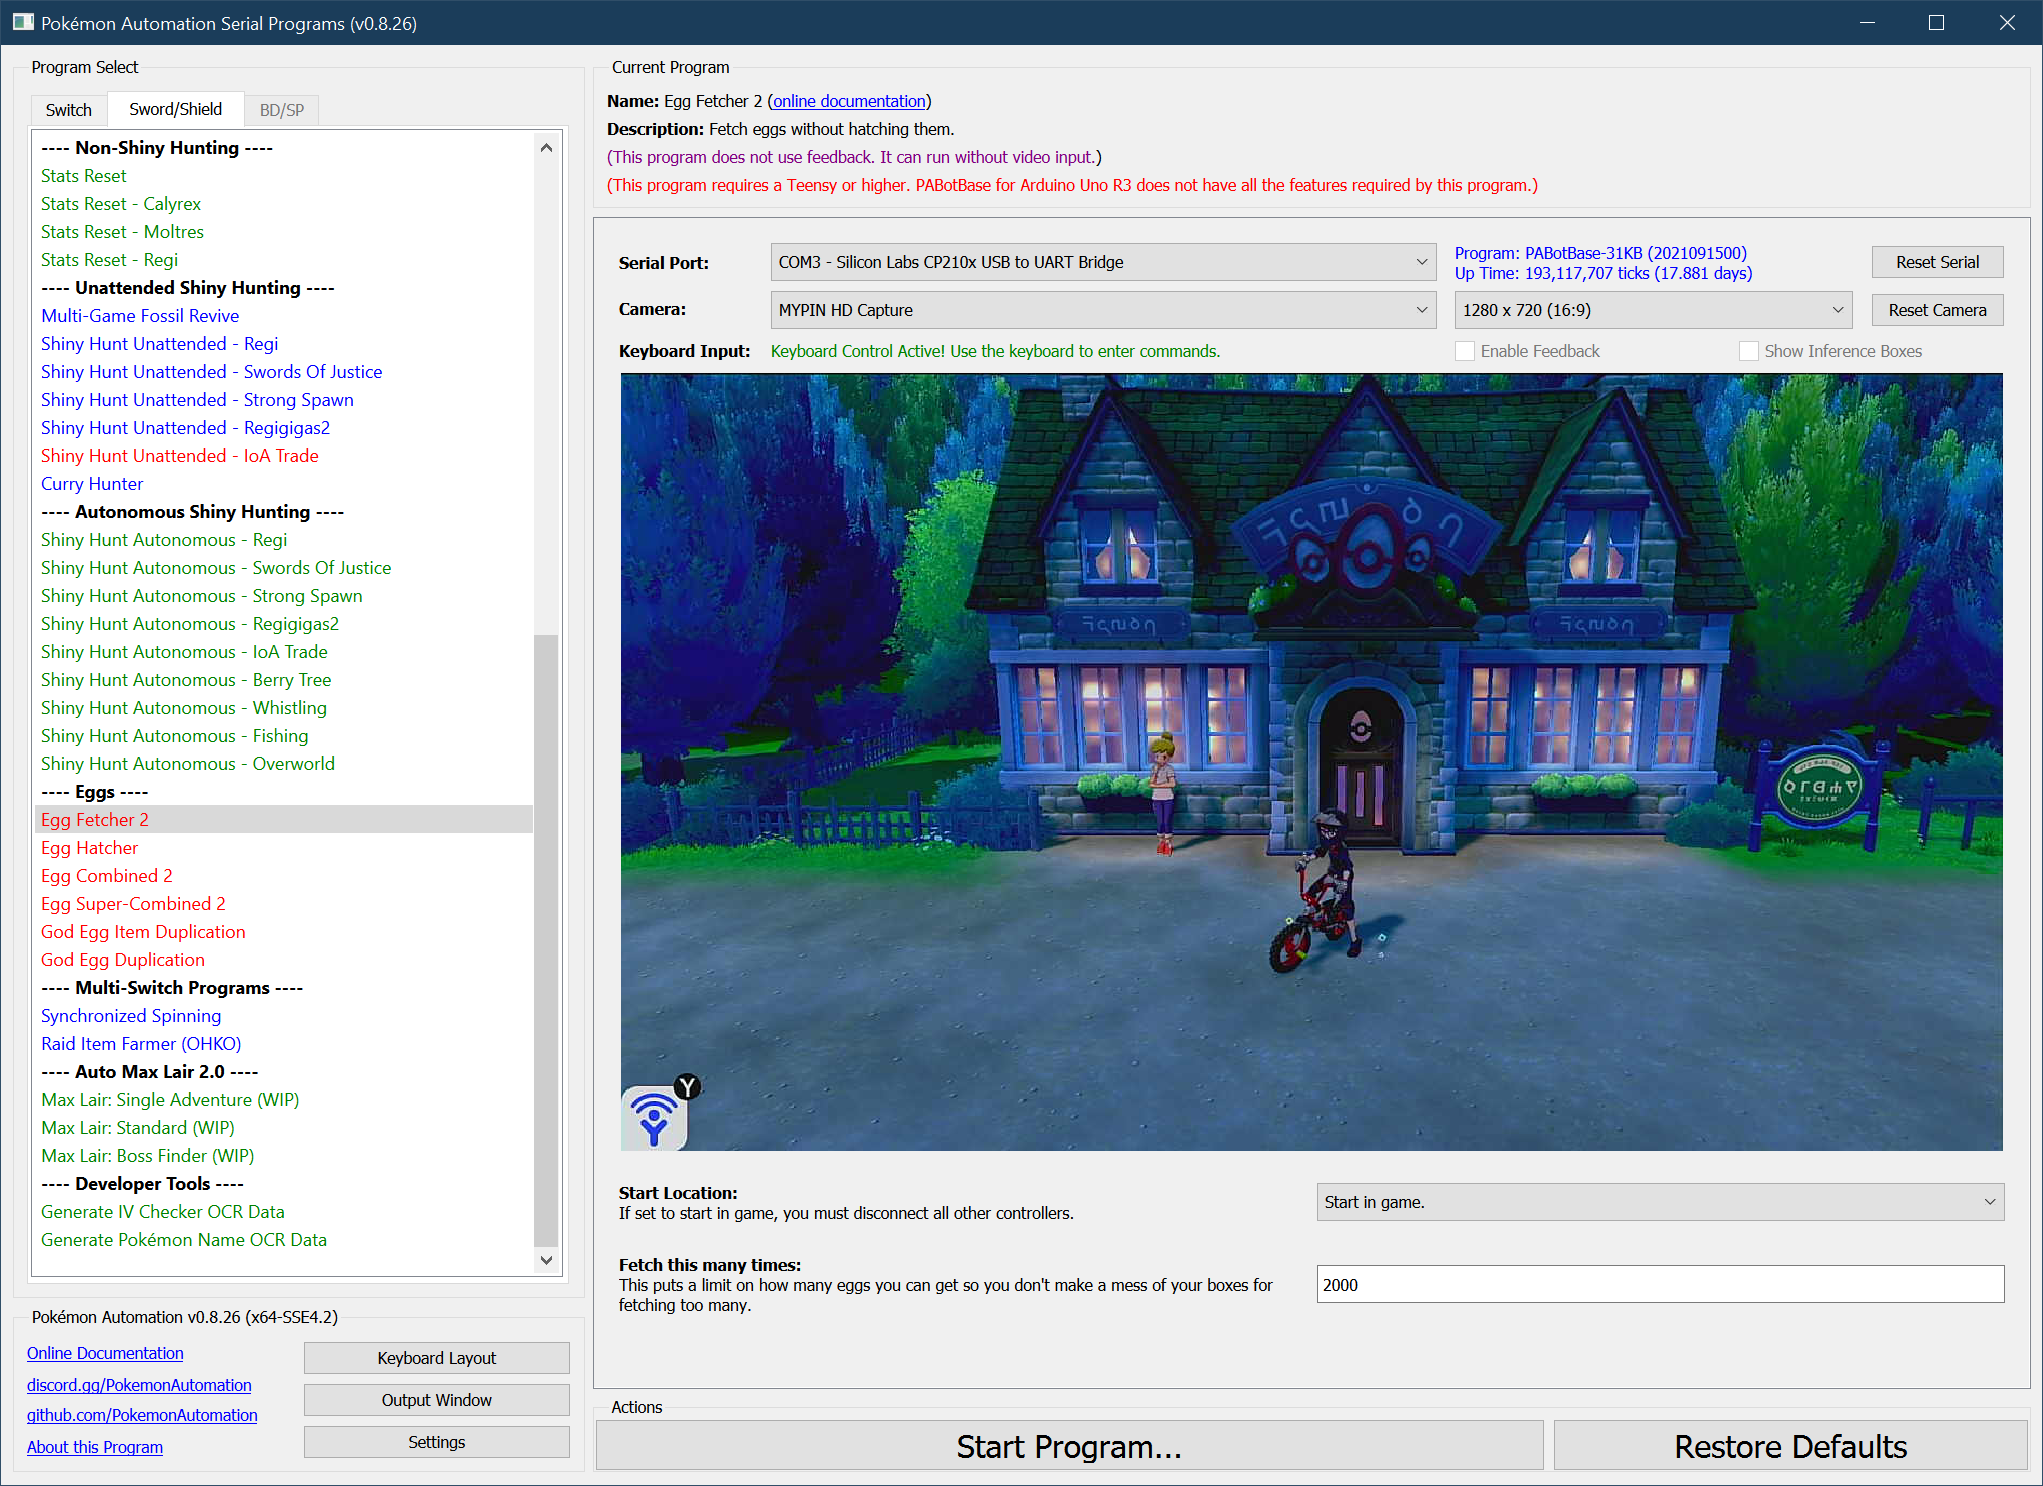 Pokémon Automation Serial Programs (v0.8.26)
Program Select
Switch
Sword/Shield
BD/SP
---- Non-Shiny Hunting ----
Stats Reset
Stats Reset - Calyrex
Stats Reset - Moltres
Stats Reset - Regi
---- Unattended Shiny Hunting ----
Multi-Game Fossil Revive
Shiny Hunt Unattended - Regi
Shiny Hunt Unattended - Swords Of Justice
Shiny Hunt Unattended - Strong Spawn
Shiny Hunt Unattended - Regigigas2
Shiny Hunt Unattended - IoA Trade
Curry Hunter
---- Autonomous Shiny Hunting ----
Shiny Hunt Autonomous - Regi
Shiny Hunt Autonomous - Swords Of Justice
Shiny Hunt Autonomous - Strong Spawn
Shiny Hunt Autonomous - Regigigas2
Shiny Hunt Autonomous - IoA Trade
Shiny Hunt Autonomous - Berry Tree
Shiny Hunt Autonomous - Whistling
Shiny Hunt Autonomous - Fishing
Shiny Hunt Autonomous - Overworld
---- Eggs ----
Egg Fetcher 2
Egg Hatcher
Egg Combined 2
Egg Super-Combined 2
God Egg Item Duplication
God Egg Duplication
---- Multi-Switch Programs ----
Synchronized Spinning
Raid Item Farmer (OHKO)
---- Auto Max Lair 2.0 ----
Max Lair: Single Adventure (WIP)
Max Lair: Standard (WIP)
Max Lair: Boss Finder (WIP)
---- Developer Tools ----
Generate IV Checker OCR Data
Generate Pokémon Name OCR Data
Pokémon Automation v0.8.26 (x64-SSE4.2)
Online Documentation
discord.gg/PokemonAutomation
github.com/PokemonAutomation
About this Program
Keyboard Layout
Output Window
Settings
Current Program
Name: Egg Fetcher 2 (online documentation)
Description: Fetch eggs without hatching them.
(This program does not use feedback. It can run without video input.)
(This program requires a Teensy or higher. PABotBase for Arduino Uno R3 does not have all the features required by this program.)
Serial Port:
COM3 - Silicon Labs CP210x USB to UART Bridge
Program: PABotBase-31KB (2021091500)
Up Time: 193,117,707 ticks (17.881 days)
Reset Serial
Camera:
MYPIN HD Capture
1280 x 720 (16:9)
Reset Camera
Keyboard Input:
Keyboard Control Active! Use the keyboard to enter commands.
Enable Feedback
Show Inference Boxes
Y
Start Location:
If set to start in game, you must disconnect all other controllers.
Start in game.
Fetch this many times:
This puts a limit on how many eggs you can get so you don't make a mess of your boxes for
fetching too many.
2000
Actions
Start Program...
Restore Defaults